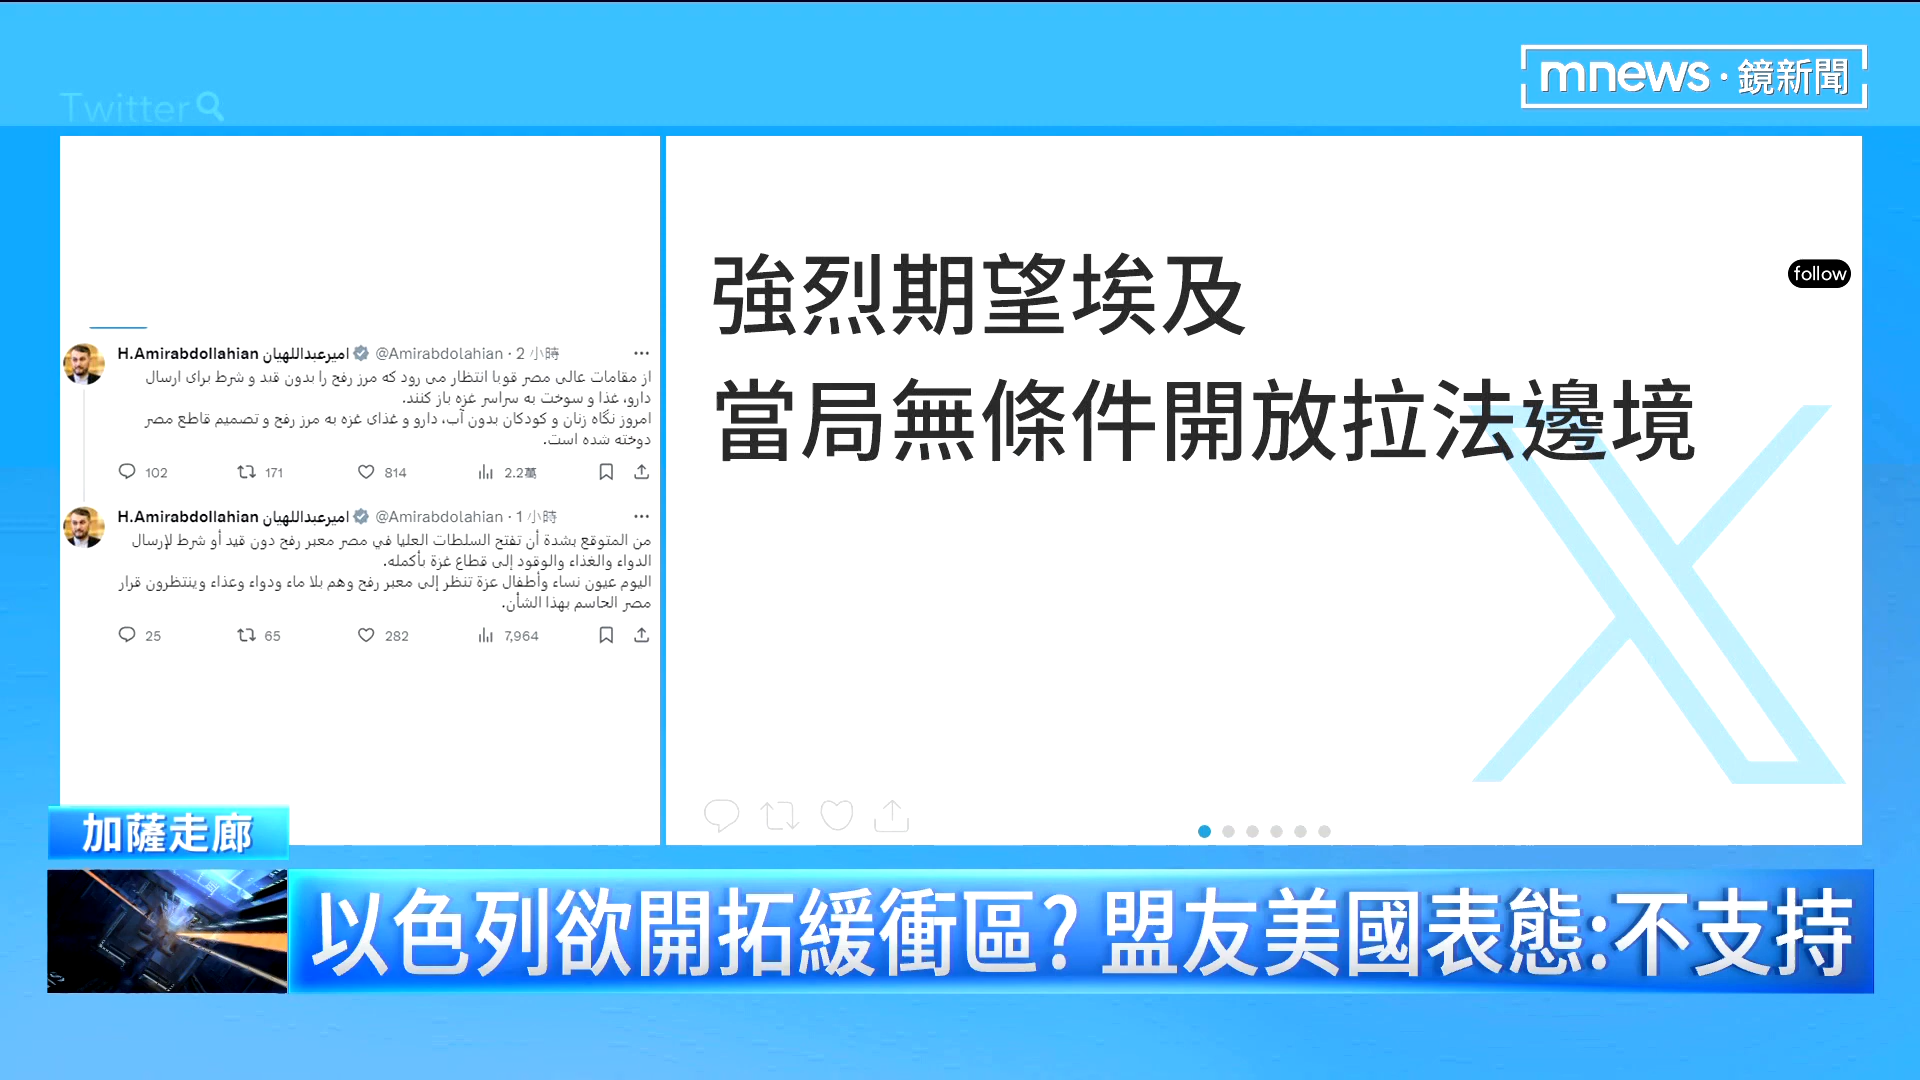 Twitter
mnews·鏡新聞
H.Amirabdollahian امیرعبداللهیان @Amirabdolahian · 2 小時
از مقامات عالی مصر قویا انتظار می رود که مرز رفح را بدون قید و شرط برای ارسال
دارو، غذا و سوخت به سراسر غزه باز کنند.
امروز نگاه زنان و کودکان بدون آب، دارو و غذای غزه به مرز رفح و تصمیم قاطع مصر
دوخته شده است.
102 171 814 2.2萬
H.Amirabdollahian امیرعبداللهیان @Amirabdolahian · 1 小時
من المتوقع بشدة أن تفتح السلطات العليا في مصر معبر رفح دون قيد أو شرط لإرسال
الدواء والغذاء والوقود إلى قطاع غزة بأكمله.
اليوم عيون نساء وأطفال غزة تنظر إلى معبر رفح وهم بلا ماء ودواء وغذاء وينتظرون قرار
مصر الحاسم بهذا الشأن.
25 65 282 7,964
強烈期望埃及
當局無條件開放拉法邊境
follow
加薩走廊
以色列欲開拓緩衝區? 盟友美國表態:不支持